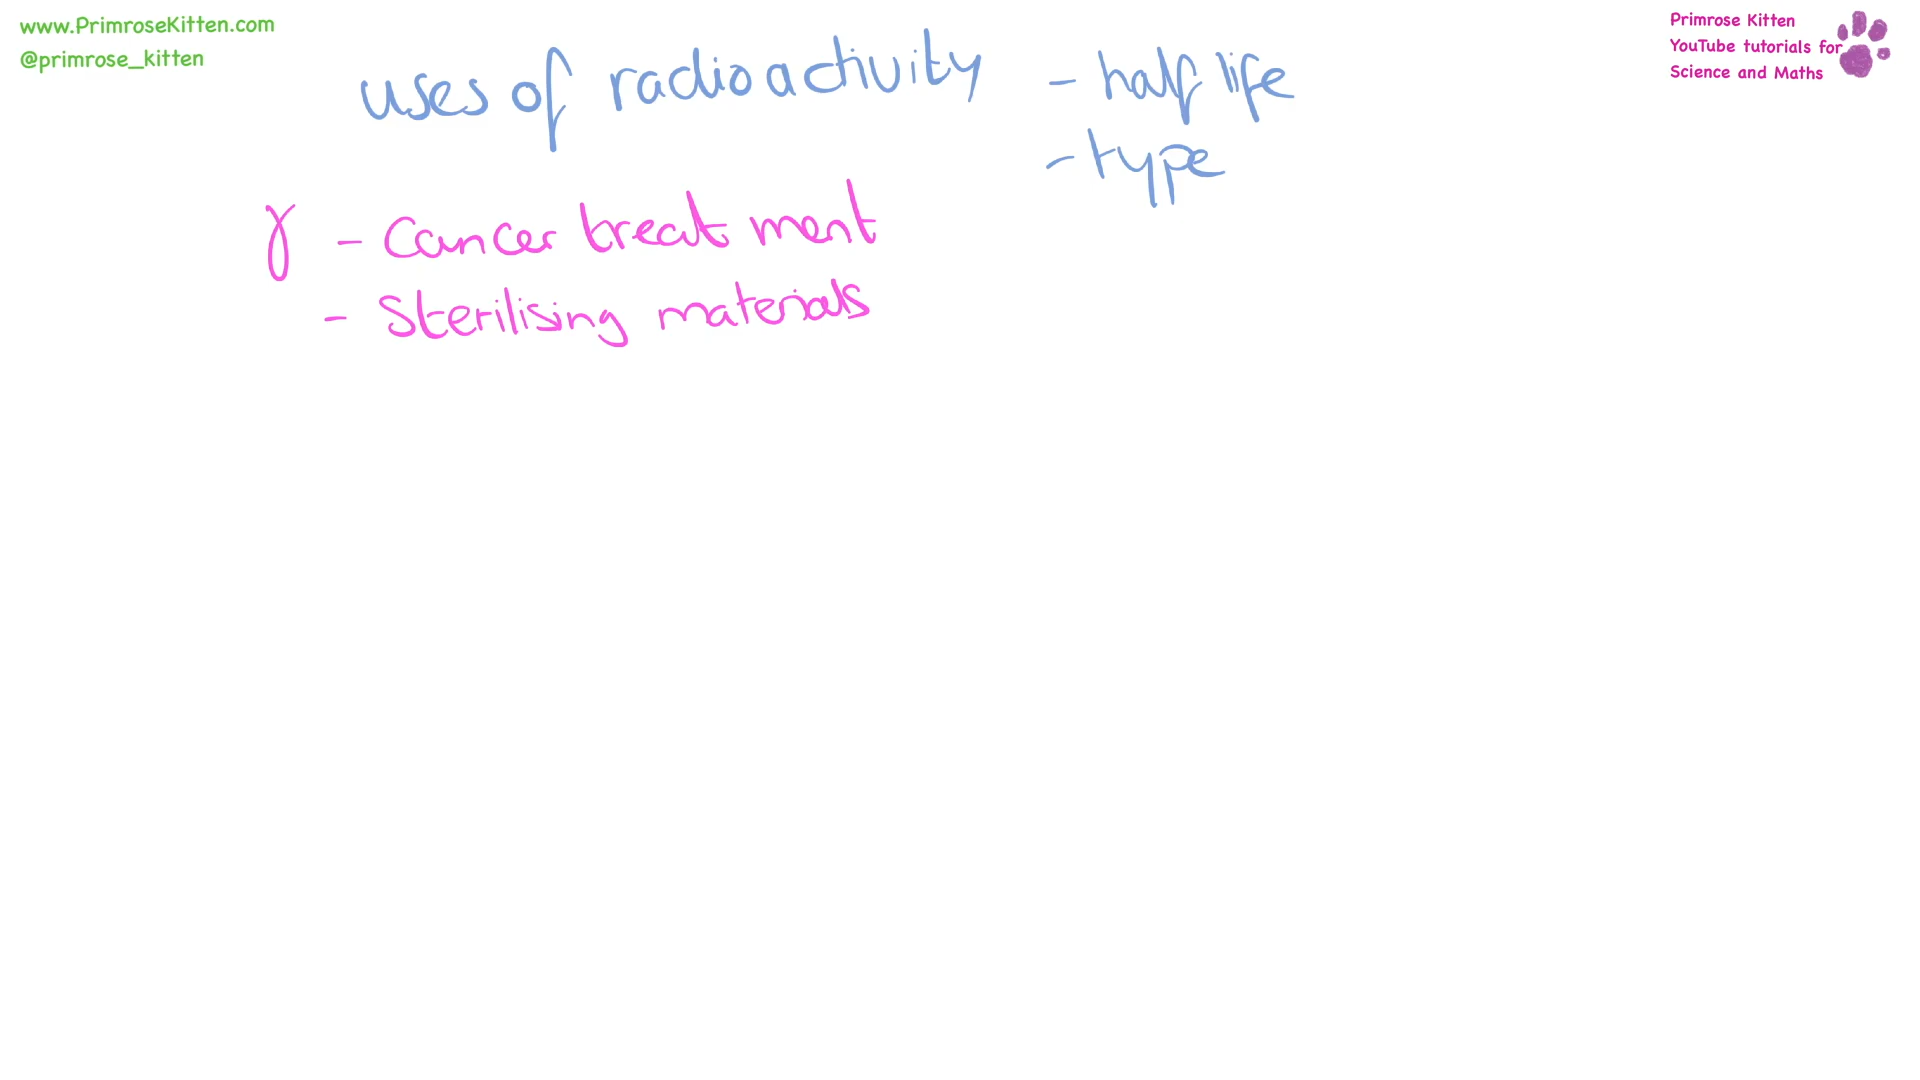 www.PrimroseKitten.com
@primrose_kitten
Primrose Kitten
YouTube tutorials for
Science and Maths
uses of radioactivity - half life
- type
γ - Cancer treatment
- Sterilising materials